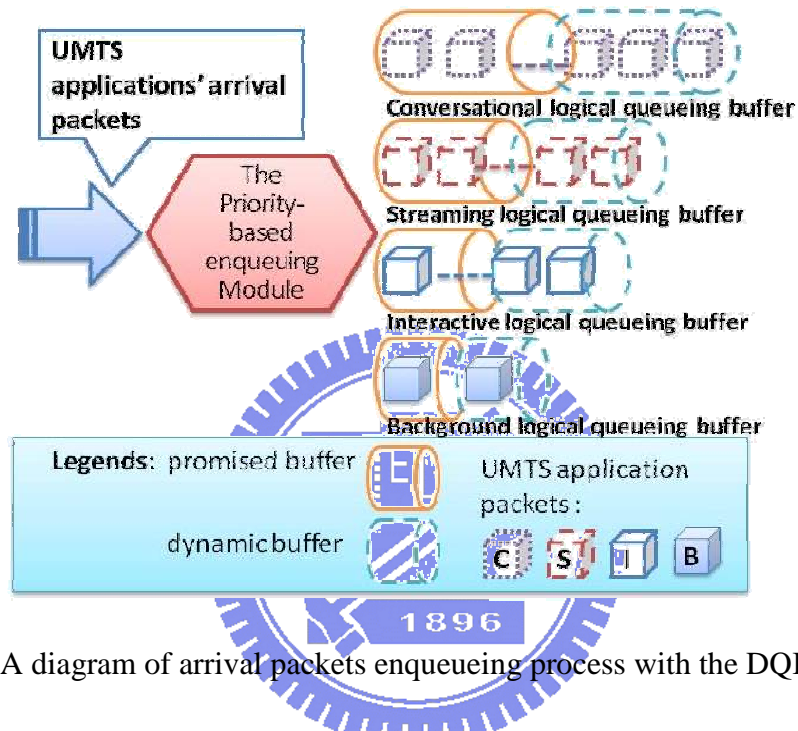 UMTS
applications' arrival
packets
The
Priority-
based
enqueuing
Module
Conversational logical queueing buffer
Streaming logical queueing buffer
Interactive logical queueing buffer
Background logical queueing buffer
Legends: promised buffer
dynamic buffer
UMTS application
packets :
C S I B
1896
A diagram of arrival packets enqueueing process with the